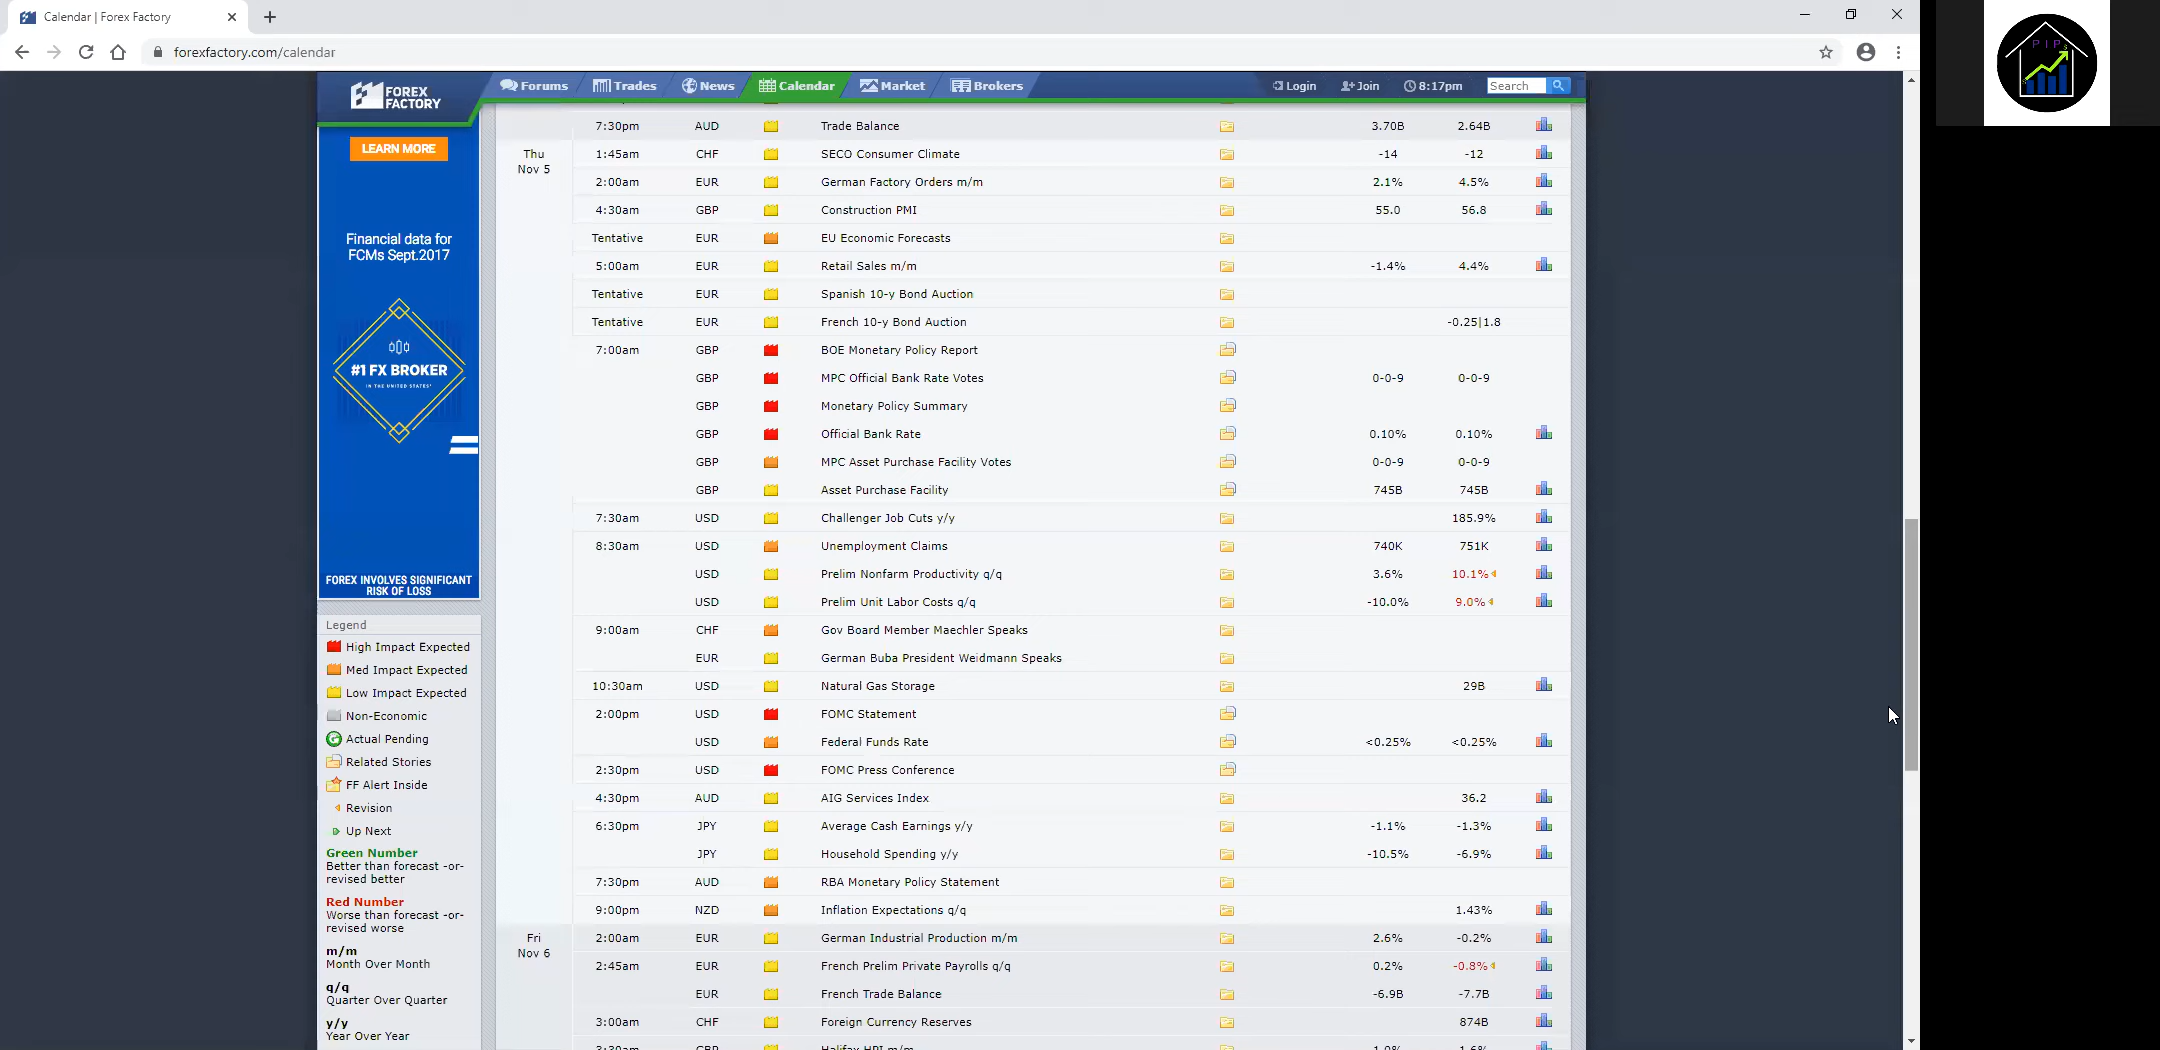 Calendar | Forex Factory
forexfactory.com/calendar
PIPs
FOREX FACTORY
Forums Trades News Calendar Market Brokers Login Join 8:17pm Search
LEARN MORE
Financial data for
FCMs Sept.2017
#1 FX BROKER
IN THE UNITED STATES*
FOREX INVOLVES SIGNIFICANT
RISK OF LOSS
Legend
High Impact Expected
Med Impact Expected
Low Impact Expected
Non-Economic
Actual Pending
Related Stories
FF Alert Inside
Revision
Up Next
Green Number
Better than forecast -or-
revised better
Red Number
Worse than forecast -or-
revised worse
m/m
Month Over Month
q/q
Quarter Over Quarter
y/y
Year Over Year
7:30pm AUD Trade Balance 3.70B 2.64B
Thu
Nov 5
1:45am CHF SECO Consumer Climate -14 -12
2:00am EUR German Factory Orders m/m 2.1% 4.5%
4:30am GBP Construction PMI 55.0 56.8
Tentative EUR EU Economic Forecasts
5:00am EUR Retail Sales m/m -1.4% 4.4%
Tentative EUR Spanish 10-y Bond Auction
Tentative EUR French 10-y Bond Auction -0.25|1.8
7:00am GBP BOE Monetary Policy Report
GBP MPC Official Bank Rate Votes 0-0-9 0-0-9
GBP Monetary Policy Summary
GBP Official Bank Rate 0.10% 0.10%
GBP MPC Asset Purchase Facility Votes 0-0-9 0-0-9
GBP Asset Purchase Facility 745B 745B
7:30am USD Challenger Job Cuts y/y 185.9%
8:30am USD Unemployment Claims 740K 751K
USD Prelim Nonfarm Productivity q/q 3.6% 10.1%
USD Prelim Unit Labor Costs q/q -10.0% 9.0%
9:00am CHF Gov Board Member Maechler Speaks
EUR German Buba President Weidmann Speaks
10:30am USD Natural Gas Storage 29B
2:00pm USD FOMC Statement
USD Federal Funds Rate <0.25% <0.25%
2:30pm USD FOMC Press Conference
4:30pm AUD AIG Services Index 36.2
6:30pm JPY Average Cash Earnings y/y -1.1% -1.3%
JPY Household Spending y/y -10.5% -6.9%
7:30pm AUD RBA Monetary Policy Statement
9:00pm NZD Inflation Expectations q/q 1.43%
Fri
Nov 6
2:00am EUR German Industrial Production m/m 2.6% -0.2%
2:45am EUR French Prelim Private Payrolls q/q 0.2% -0.8%
EUR French Trade Balance -6.9B -7.7B
3:00am CHF Foreign Currency Reserves 874B
3:30am GBP Halifax HPI m/m 1.0% 1.6%